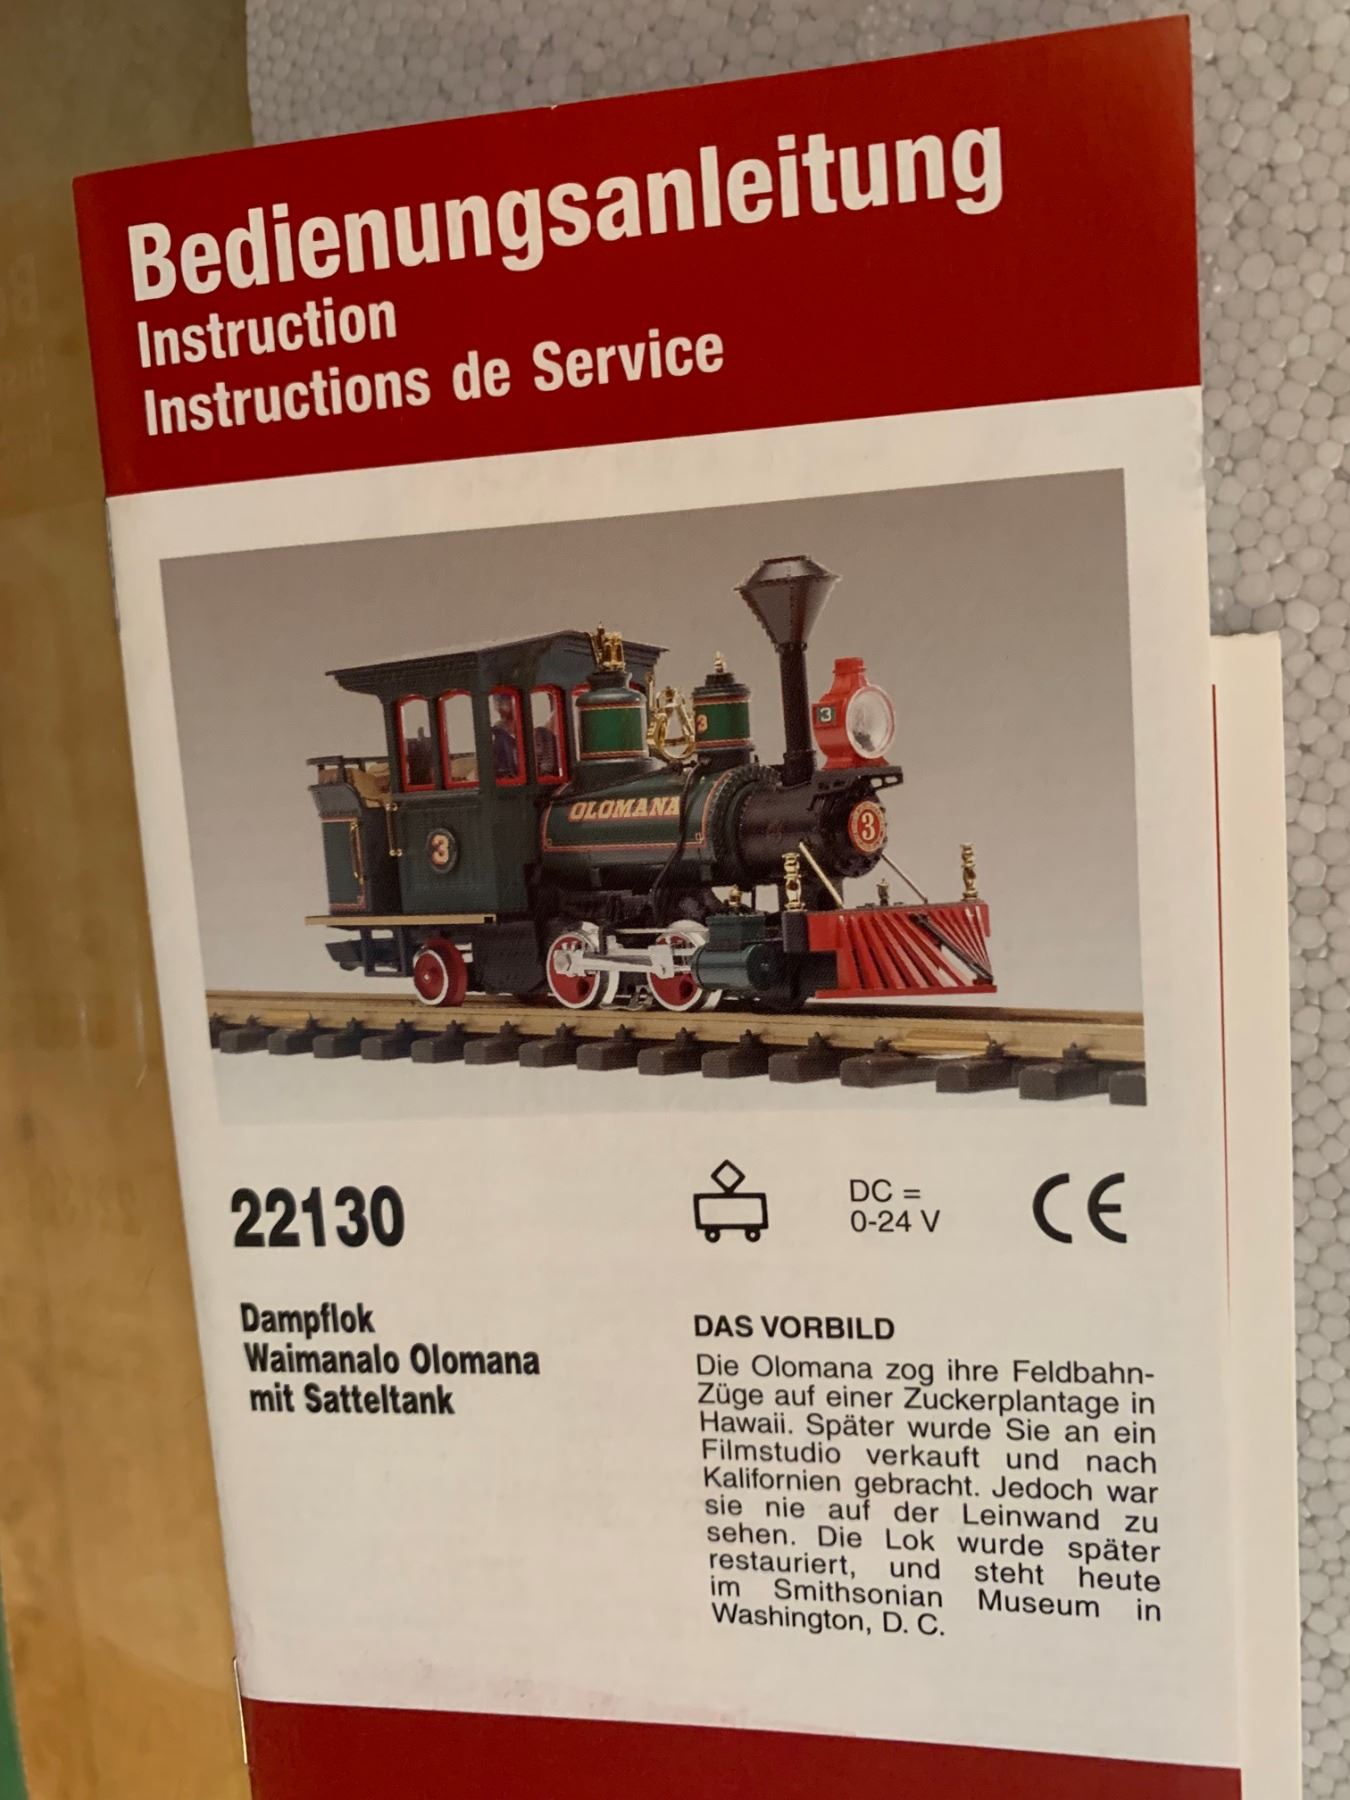 Bedienungsanleitung
Instruction
Instructions de Service
OLOMANA
3
3
3
3
22130
DC =
0-24 V
CE
Dampflok
Waimanalo Olomana
mit Satteltank
DAS VORBILD
Die Olomana zog ihre Feldbahn-
Züge auf einer Zuckerplantage in
Hawaii. Später wurde Sie an ein
Filmstudio verkauft und nach
Kalifornien gebracht. Jedoch war
sie nie auf der Leinwand zu
sehen. Die Lok wurde später
restauriert, und steht heute
im Smithsonian Museum in
Washington, D. C.